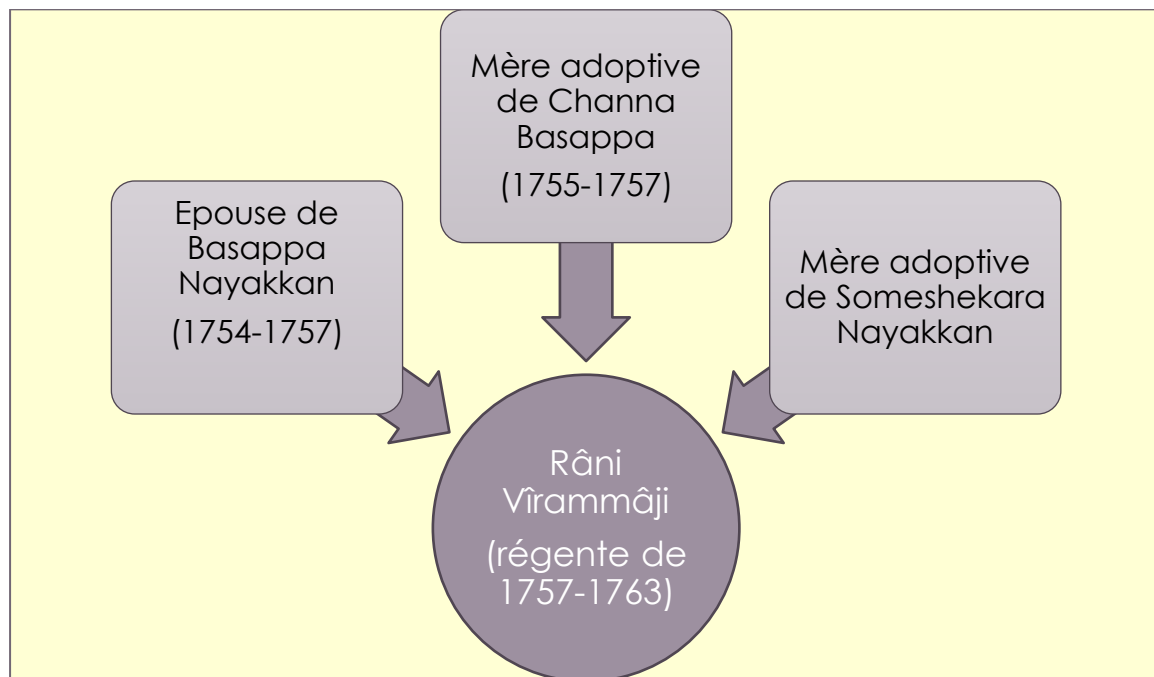 Mère adoptive
de Channa
Basappa
(1755-1757)
Epouse de
Basappa
Nayakkan
(1754-1757)
Mère adoptive
de Someshekara
Nayakkan
Râni
Vîrammâji
(régente de
1757-1763)